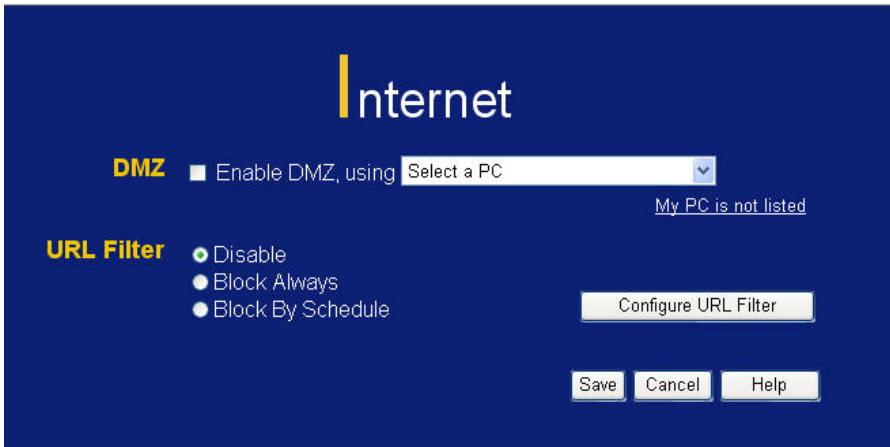 Internet
DMZ Enable DMZ, using Select a PC
My PC is not listed
URL Filter Disable
Block Always
Block By Schedule Configure URL Filter
Save Cancel Help